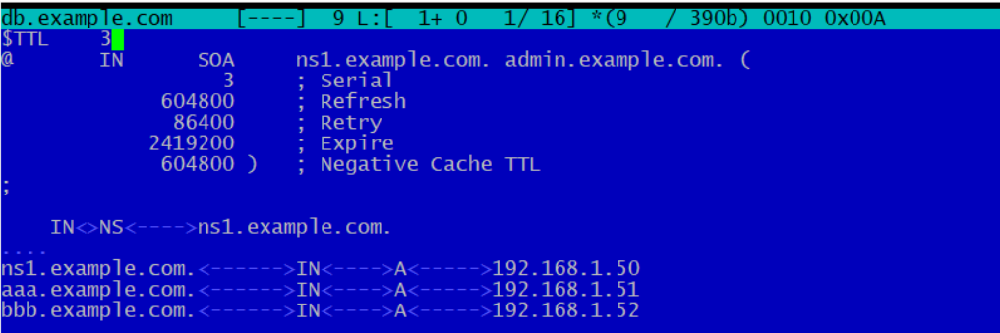 db.example.com [----] 9 L:[ 1+ 0 1/ 16] *(9 / 390b) 0010 0x00A
$TTL 3
@ IN SOA ns1.example.com. admin.example.com. (
3 ; Serial
604800 ; Refresh
86400 ; Retry
2419200 ; Expire
604800 ) ; Negative Cache TTL
;
IN<>NS<---->ns1.example.com.
....
ns1.example.com.<------>IN<---->A<----->192.168.1.50
aaa.example.com.<------>IN<---->A<----->192.168.1.51
bbb.example.com.<------>IN<---->A<----->192.168.1.52